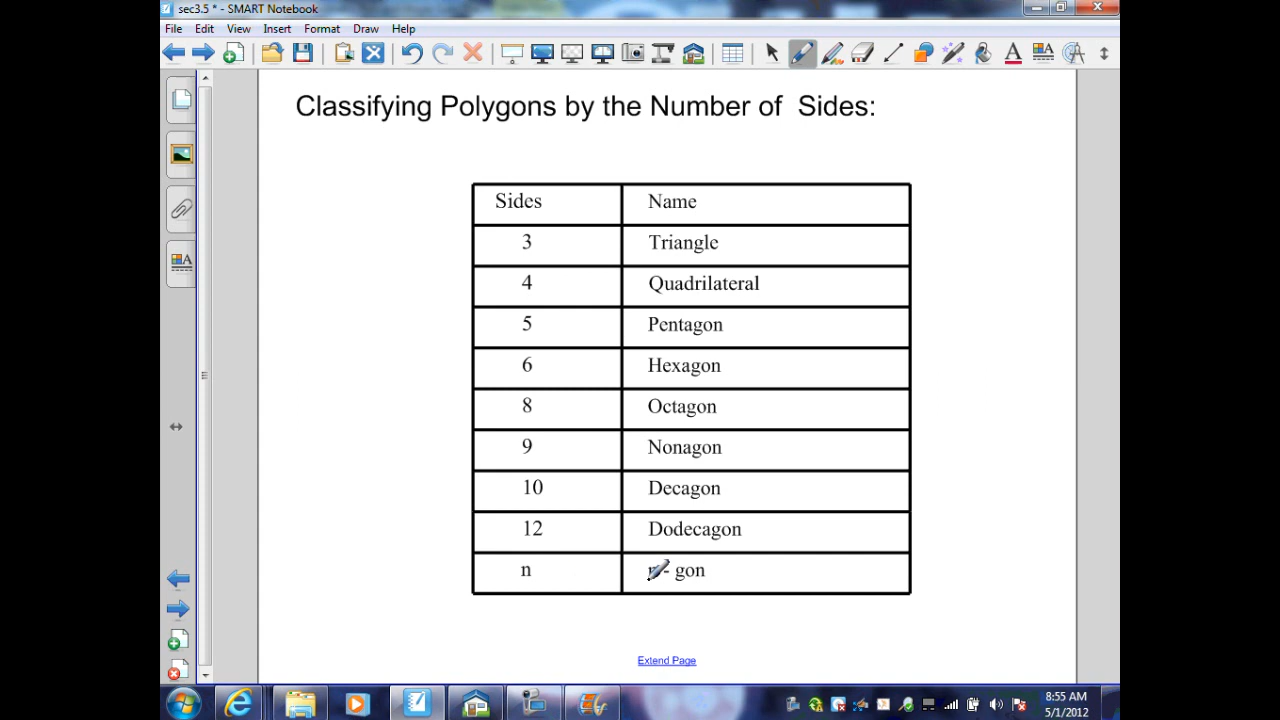 sec3.5 * - SMART Notebook
File Edit View Insert Format Draw Help
Classifying Polygons by the Number of Sides:
Sides Name
3 Triangle
4 Quadrilateral
5 Pentagon
6 Hexagon
8 Octagon
9 Nonagon
10 Decagon
12 Dodecagon
n - gon
Extend Page
8:55 AM
5/1/2012